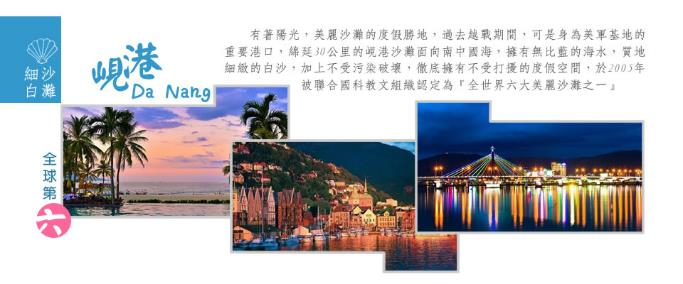 有著陽光，美麗沙灘的度假勝地，過去越戰期間，可是身為美軍基地的
重要港口，綿延30公里的峴港沙灘面向南中國海，擁有無比藍的海水，質地
細緻的白沙，加上不受污染破壞，徹底擁有不受打擾的度假空間，於2005年
被聯合國科教文組織認定為『全世界六大美麗沙灘之一』
細沙
白灘
峴港
Da Nang
全球第
六